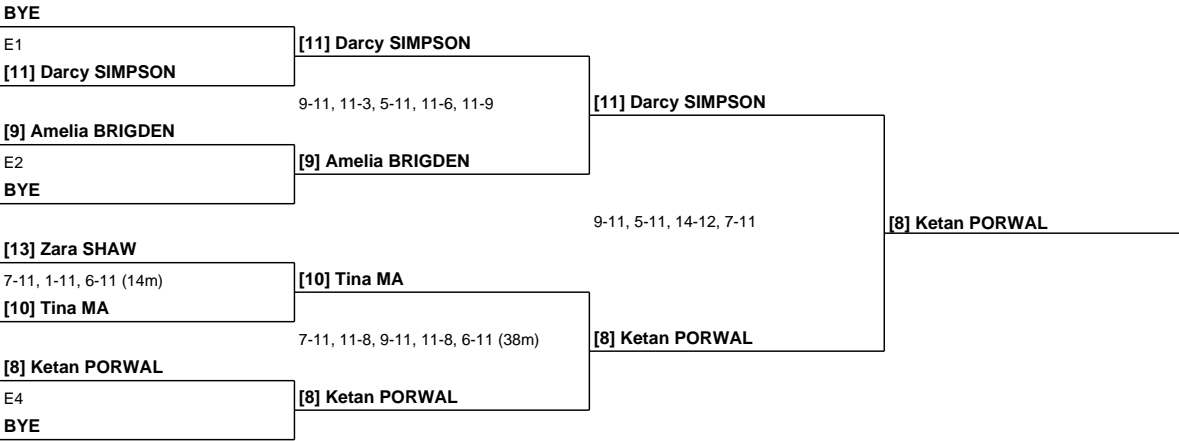 BYE
E1
[11] Darcy SIMPSON
[9] Amelia BRIGDEN
E2
BYE
[13] Zara SHAW
7-11, 1-11, 6-11 (14m)
[10] Tina MA
[8] Ketan PORWAL
E4
BYE
[11] Darcy SIMPSON
9-11, 11-3, 5-11, 11-6, 11-9
[9] Amelia BRIGDEN
[10] Tina MA
7-11, 11-8, 9-11, 11-8, 6-11 (38m)
[8] Ketan PORWAL
[11] Darcy SIMPSON
9-11, 5-11, 14-12, 7-11
[8] Ketan PORWAL
[8] Ketan PORWAL